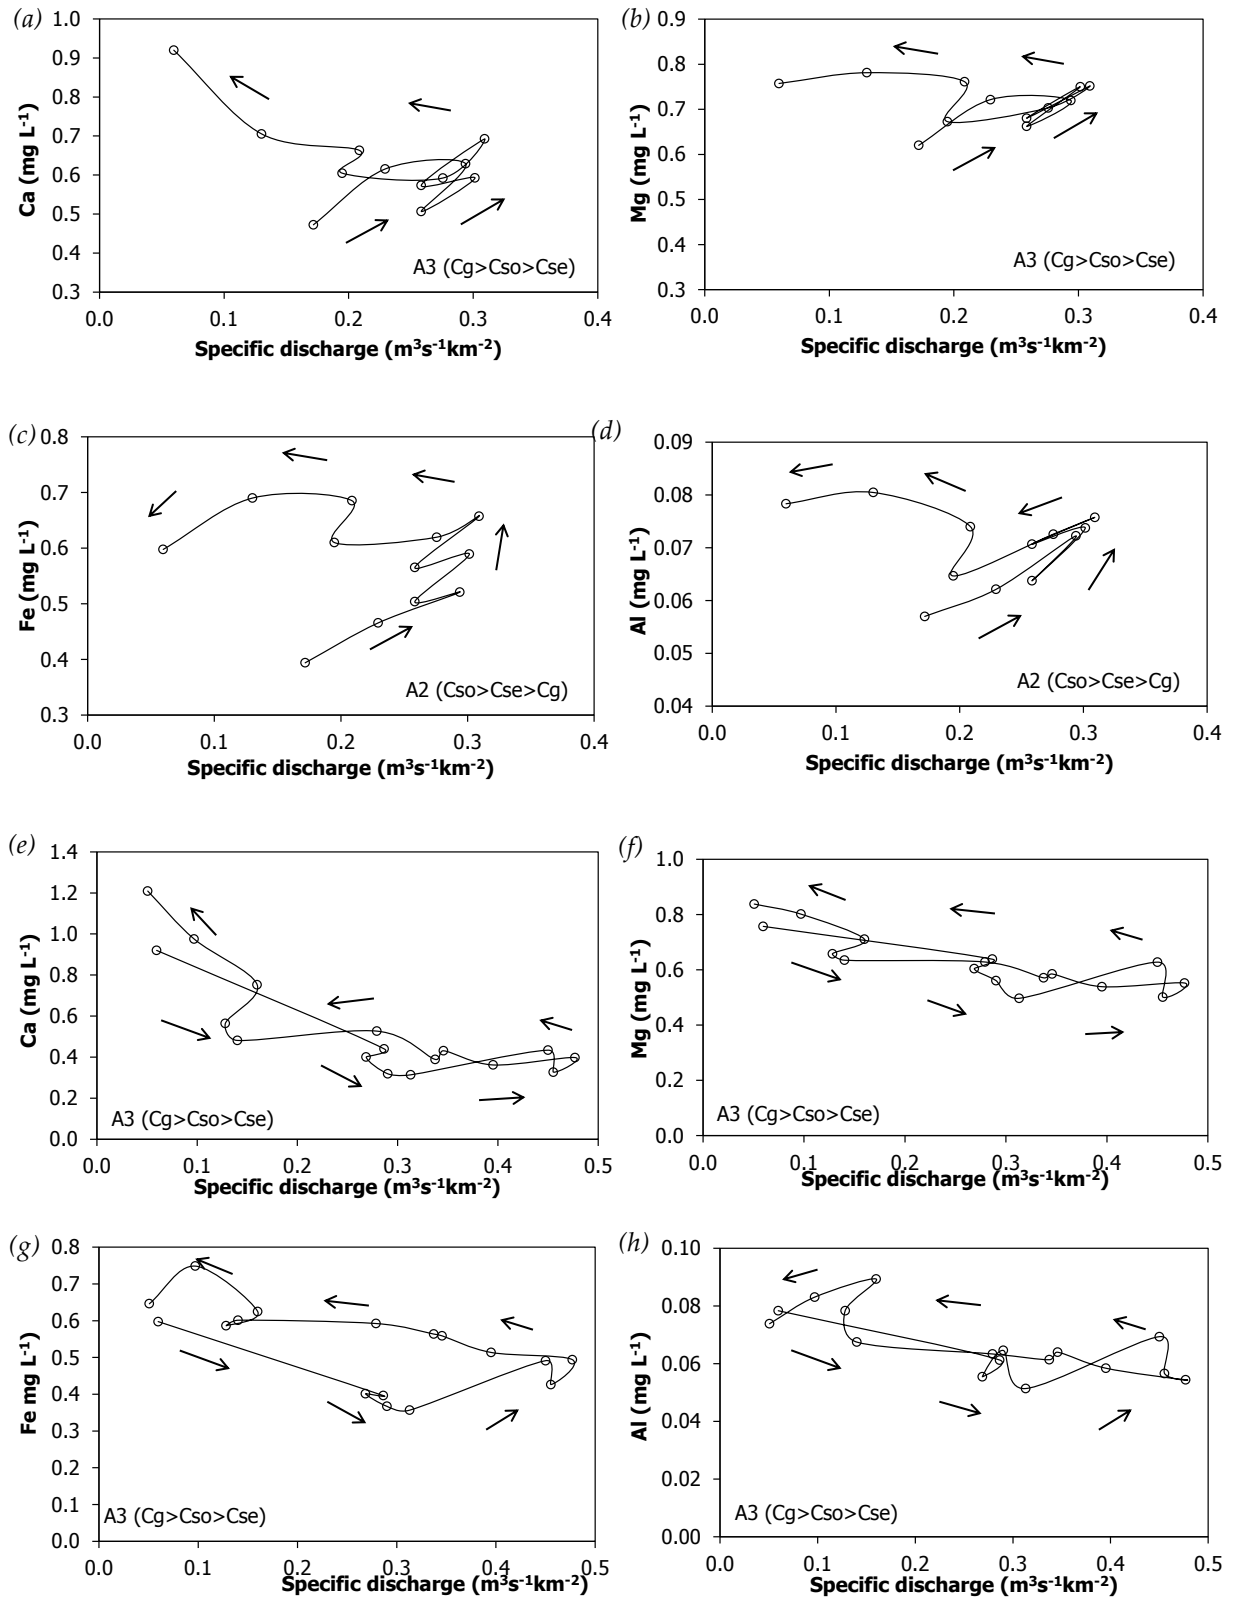 (a)
1.0
0.9
0.8
0.7
0.6
0.5
0.4
0.3
Ca (mg L⁻¹)
A3 (Cg>Cso>Cse)
0.0 0.1 0.2 0.3 0.4
Specific discharge (m³s⁻¹km⁻²)
(b)
0.9
0.8
0.7
0.6
0.5
0.4
0.3
Mg (mg L⁻¹)
A3 (Cg>Cso>Cse)
0.0 0.1 0.2 0.3 0.4
Specific discharge (m³s⁻¹km⁻²)
(c)
0.8
0.7
0.6
0.5
0.4
0.3
Fe (mg L⁻¹)
A2 (Cso>Cse>Cg)
0.0 0.1 0.2 0.3 0.4
Specific discharge (m³s⁻¹km⁻²)
(d)
0.09
0.08
0.07
0.06
0.05
0.04
Al (mg L⁻¹)
A2 (Cso>Cse>Cg)
0.0 0.1 0.2 0.3 0.4
Specific discharge (m³s⁻¹km⁻²)
(e)
1.4
1.2
1.0
0.8
0.6
0.4
0.2
0.0
Ca (mg L⁻¹)
A3 (Cg>Cso>Cse)
0.0 0.1 0.2 0.3 0.4 0.5
Specific discharge (m³s⁻¹km⁻²)
(f)
1.0
0.8
0.6
0.4
0.2
0.0
Mg (mg L⁻¹)
A3 (Cg>Cso>Cse)
0.0 0.1 0.2 0.3 0.4 0.5
Specific discharge (m³s⁻¹km⁻²)
(g)
0.8
0.7
0.6
0.5
0.4
0.3
0.2
0.1
0.0
Fe mg L⁻¹)
A3 (Cg>Cso>Cse)
0.0 0.1 0.2 0.3 0.4 0.5
Specific discharge (m³s⁻¹km⁻²)
(h)
0.10
0.08
0.06
0.04
0.02
0.00
Al (mg L⁻¹)
A3 (Cg>Cso>Cse)
0.0 0.1 0.2 0.3 0.4 0.5
Specific discharge (m³s⁻¹km⁻²)